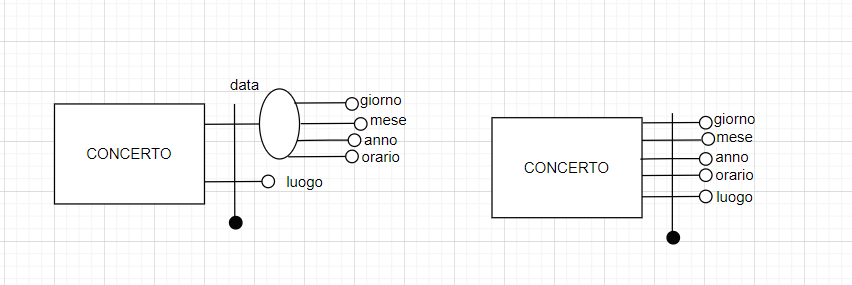 data
giorno
mese
anno
orario
CONCERTO
luogo
giorno
mese
anno
orario
luogo
CONCERTO